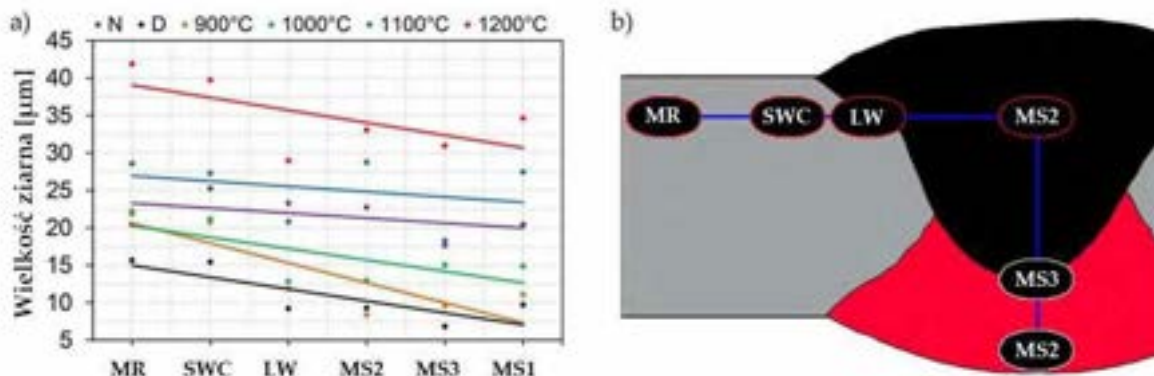 a)
N D 900°C 1000°C 1100°C 1200°C
Wielkość ziarna [µm]
45
40
35
30
25
20
15
10
5
MR SWC LW MS2 MS3 MS1
b)
MR SWC LW MS2
MS3
MS2